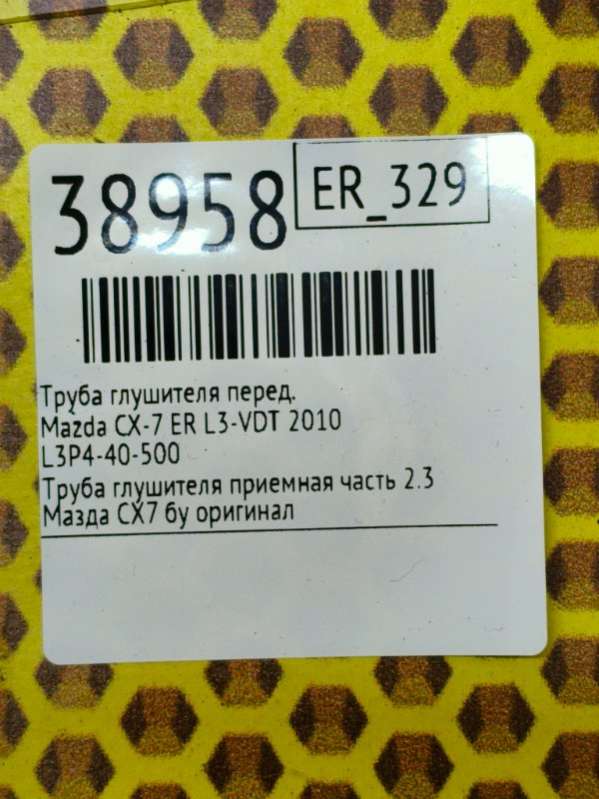 38958
ER_329
Труба глушителя перед.
Mazda CX-7 ER L3-VDT 2010
L3P4-40-500
Труба глушителя приемная часть 2.3
Мазда СХ7 бу оригинал